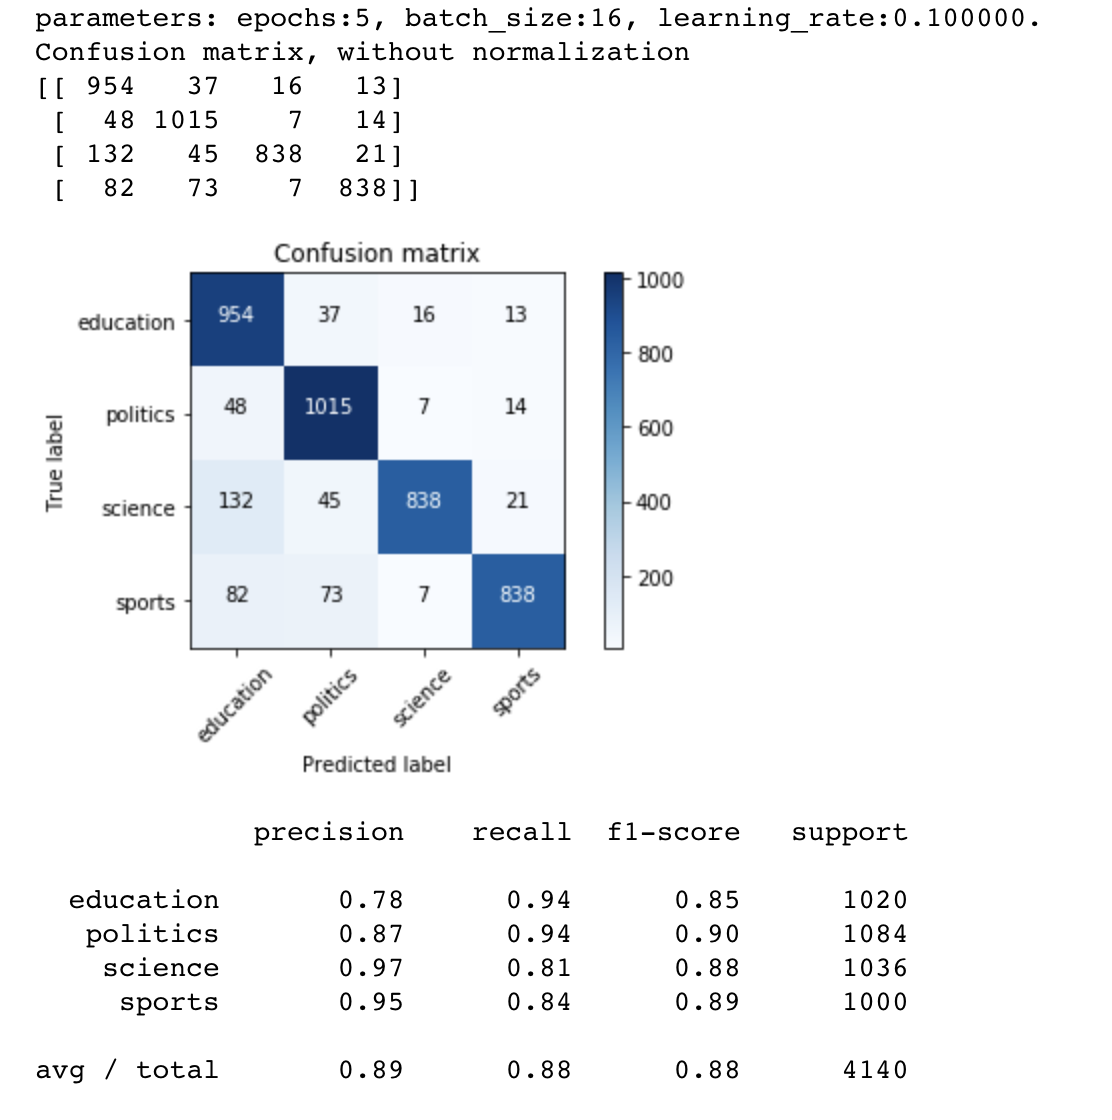 parameters: epochs:5, batch_size:16, learning_rate:0.100000.
Confusion matrix, without normalization
[[ 954 37 16 13]
[ 48 1015 7 14]
[ 132 45 838 21]
[ 82 73 7 838]]
Confusion matrix
education 954 37 16 13
politics 48 1015 7 14
science 132 45 838 21
sports 82 73 7 838
True label
education politics science sports
Predicted label
1000
800
600
400
200
precision recall f1-score support
education 0.78 0.94 0.85 1020
politics 0.87 0.94 0.90 1084
science 0.97 0.81 0.88 1036
sports 0.95 0.84 0.89 1000
avg / total 0.89 0.88 0.88 4140